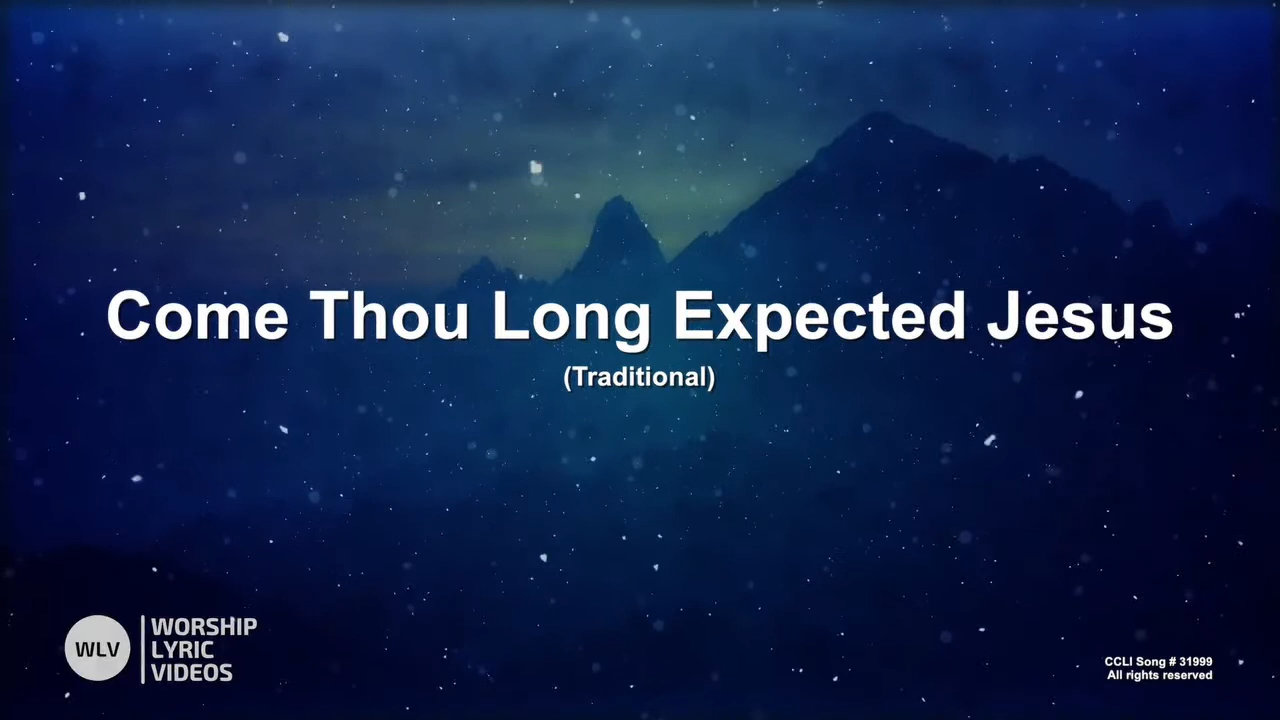 Come Thou Long Expected Jesus
(Traditional)
WLV
WORSHIP
LYRIC
VIDEOS
CCLI Song # 31999
All rights reserved